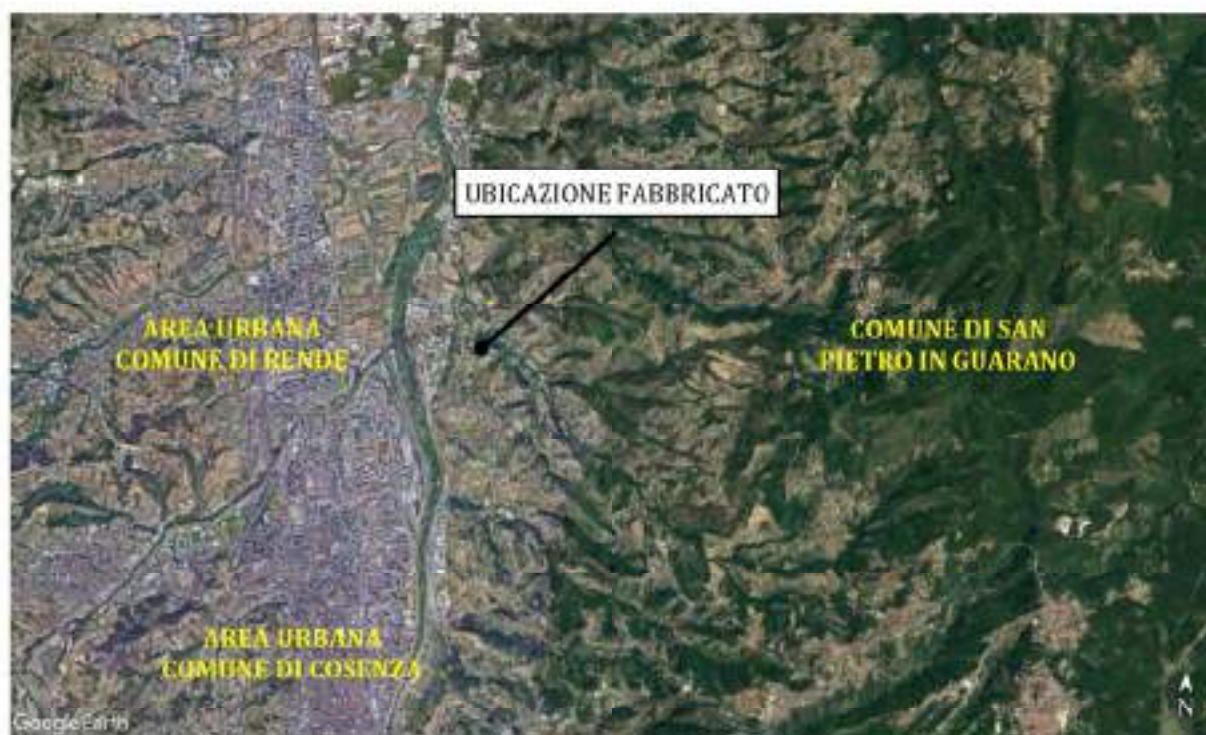 UBICAZIONE FABBRICATO
AREA URBANA
COMUNE DI RENDE
COMUNE DI SAN
PIETRO IN GUARANO
AREA URBANA
COMUNE DI COSENZA
Google Earth
N